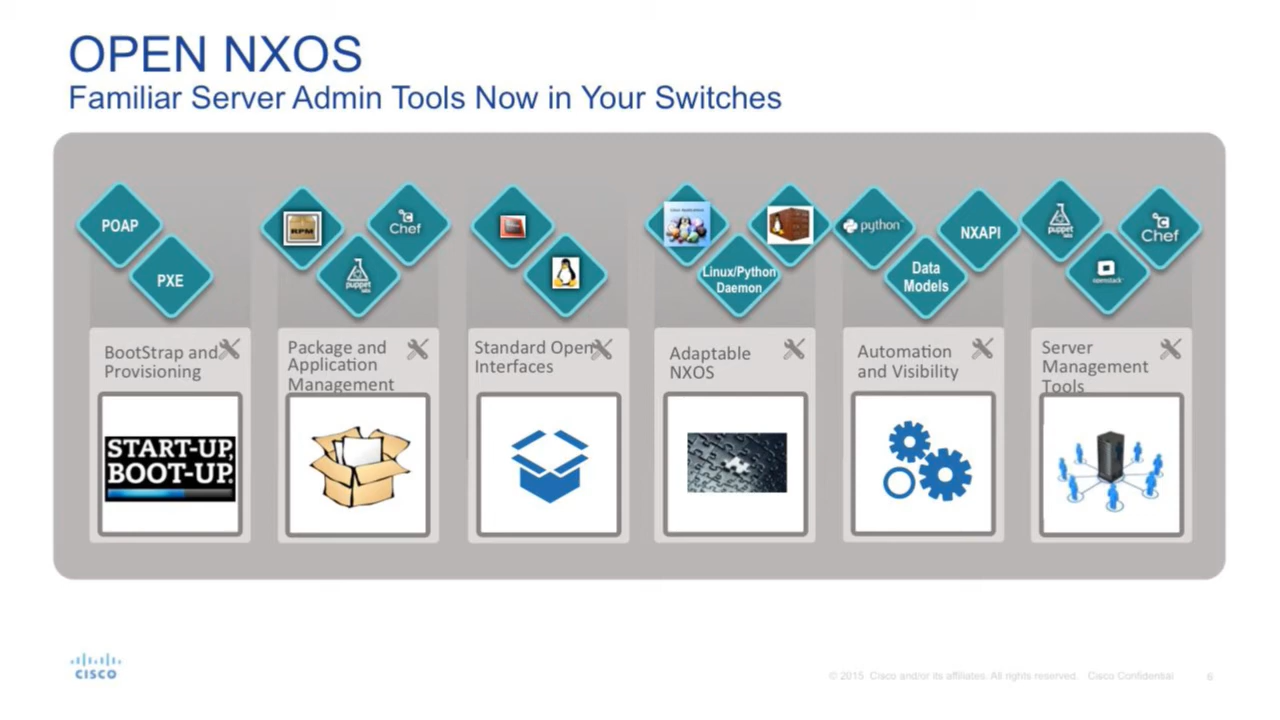 OPEN NXOS
Familiar Server Admin Tools Now in Your Switches
POAP
PXE
RPM
Chef
puppet
labs
Linux/Python
Daemon
python
NXAPI
Data
Models
puppet
labs
openstack
Chef
BootStrap and
Provisioning
Package and
Application
Management
Standard Open
Interfaces
Adaptable
NXOS
Automation
and Visibility
Server
Management
Tools
START-UP,
BOOT-UP.
CISCO
© 2015 Cisco and/or its affiliates. All rights reserved. Cisco Confidential
6